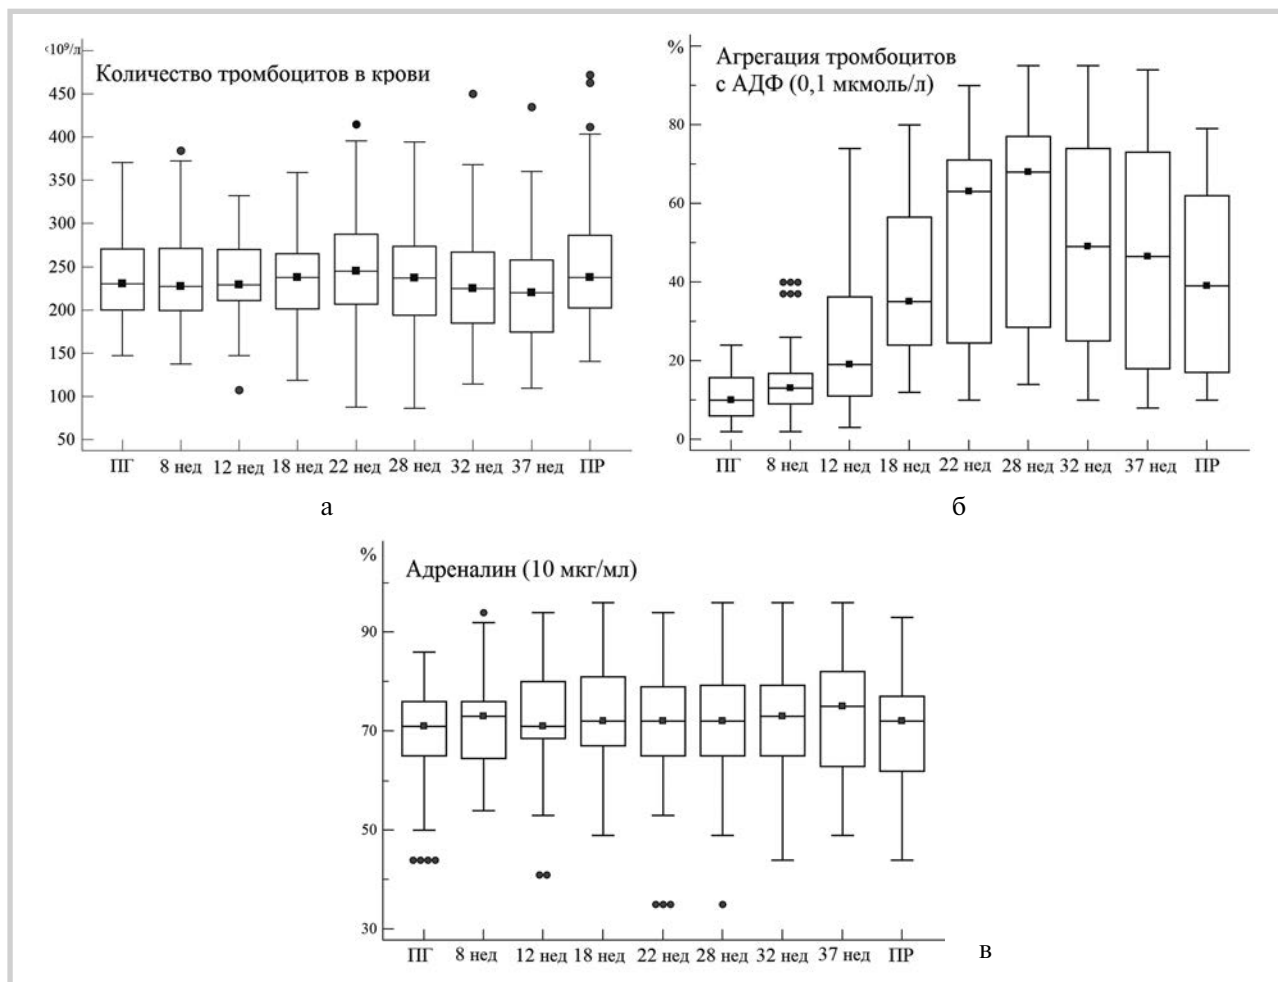 ×10⁹/л
Количество тромбоцитов в крови
450
400
350
300
250
200
150
100
50
ПГ 8 нед 12 нед 18 нед 22 нед 28 нед 32 нед 37 нед ПР
а
%
Агрегация тромбоцитов
с АДФ (0,1 мкмоль/л)
80
60
40
20
0
ПГ 8 нед 12 нед 18 нед 22 нед 28 нед 32 нед 37 нед ПР
б
%
Адреналин (10 мкг/мл)
90
70
50
30
ПГ 8 нед 12 нед 18 нед 22 нед 28 нед 32 нед 37 нед ПР
в